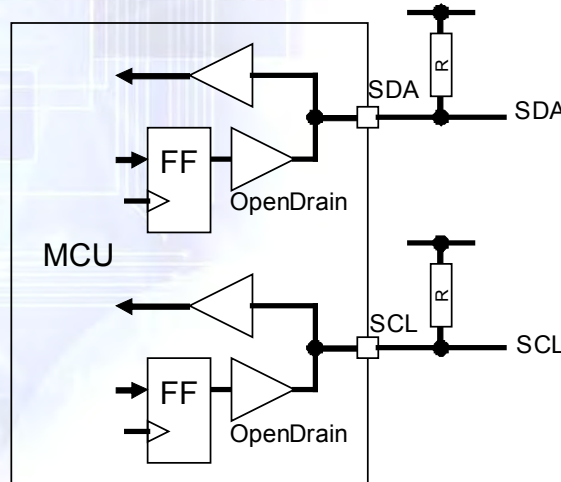 R
SDA
SDA
FF
OpenDrain
MCU
R
SCL
SCL
FF
OpenDrain